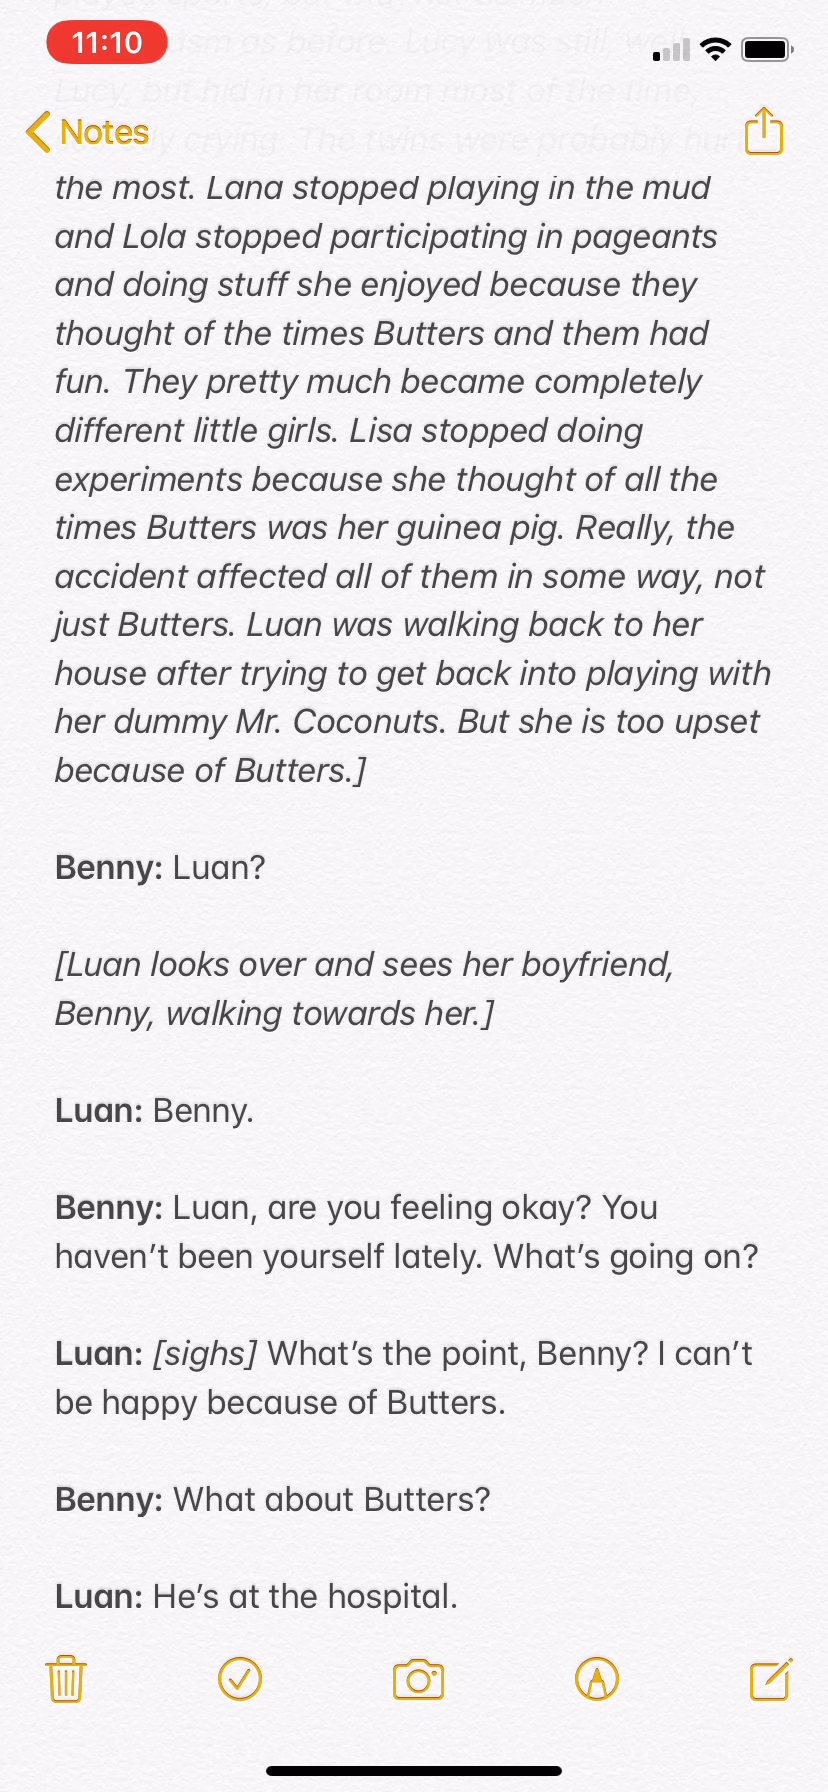 11:10
Notes
the most. Lana stopped playing in the mud
and Lola stopped participating in pageants
and doing stuff she enjoyed because they
thought of the times Butters and them had
fun. They pretty much became completely
different little girls. Lisa stopped doing
experiments because she thought of all the
times Butters was her guinea pig. Really, the
accident affected all of them in some way, not
just Butters. Luan was walking back to her
house after trying to get back into playing with
her dummy Mr. Coconuts. But she is too upset
because of Butters.]
Benny: Luan?
[Luan looks over and sees her boyfriend,
Benny, walking towards her.]
Luan: Benny.
Benny: Luan, are you feeling okay? You
haven’t been yourself lately. What’s going on?
Luan: [sighs] What’s the point, Benny? I can’t
be happy because of Butters.
Benny: What about Butters?
Luan: He’s at the hospital.